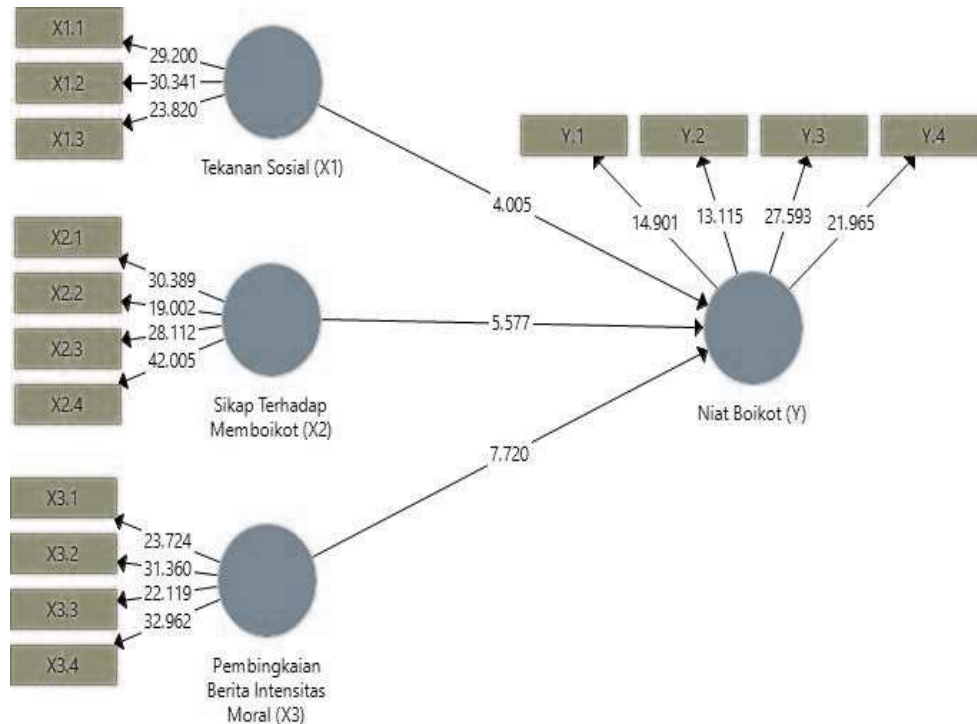 X1.1
X1.2
X1.3
29.200
30.341
23.820
Tekanan Sosial (X1)
4.005
Y.1
Y.2
Y.3
Y.4
14.901
13.115
27.593
21.965
X2.1
X2.2
X2.3
X2.4
30.389
19.002
28.112
42.005
Sikap Terhadap
Memboikot (X2)
5.577
Niat Boikot (Y)
7.720
X3.1
X3.2
X3.3
X3.4
23.724
31.360
22.119
32.962
Pembingkaian
Berita Intensitas
Moral (X3)